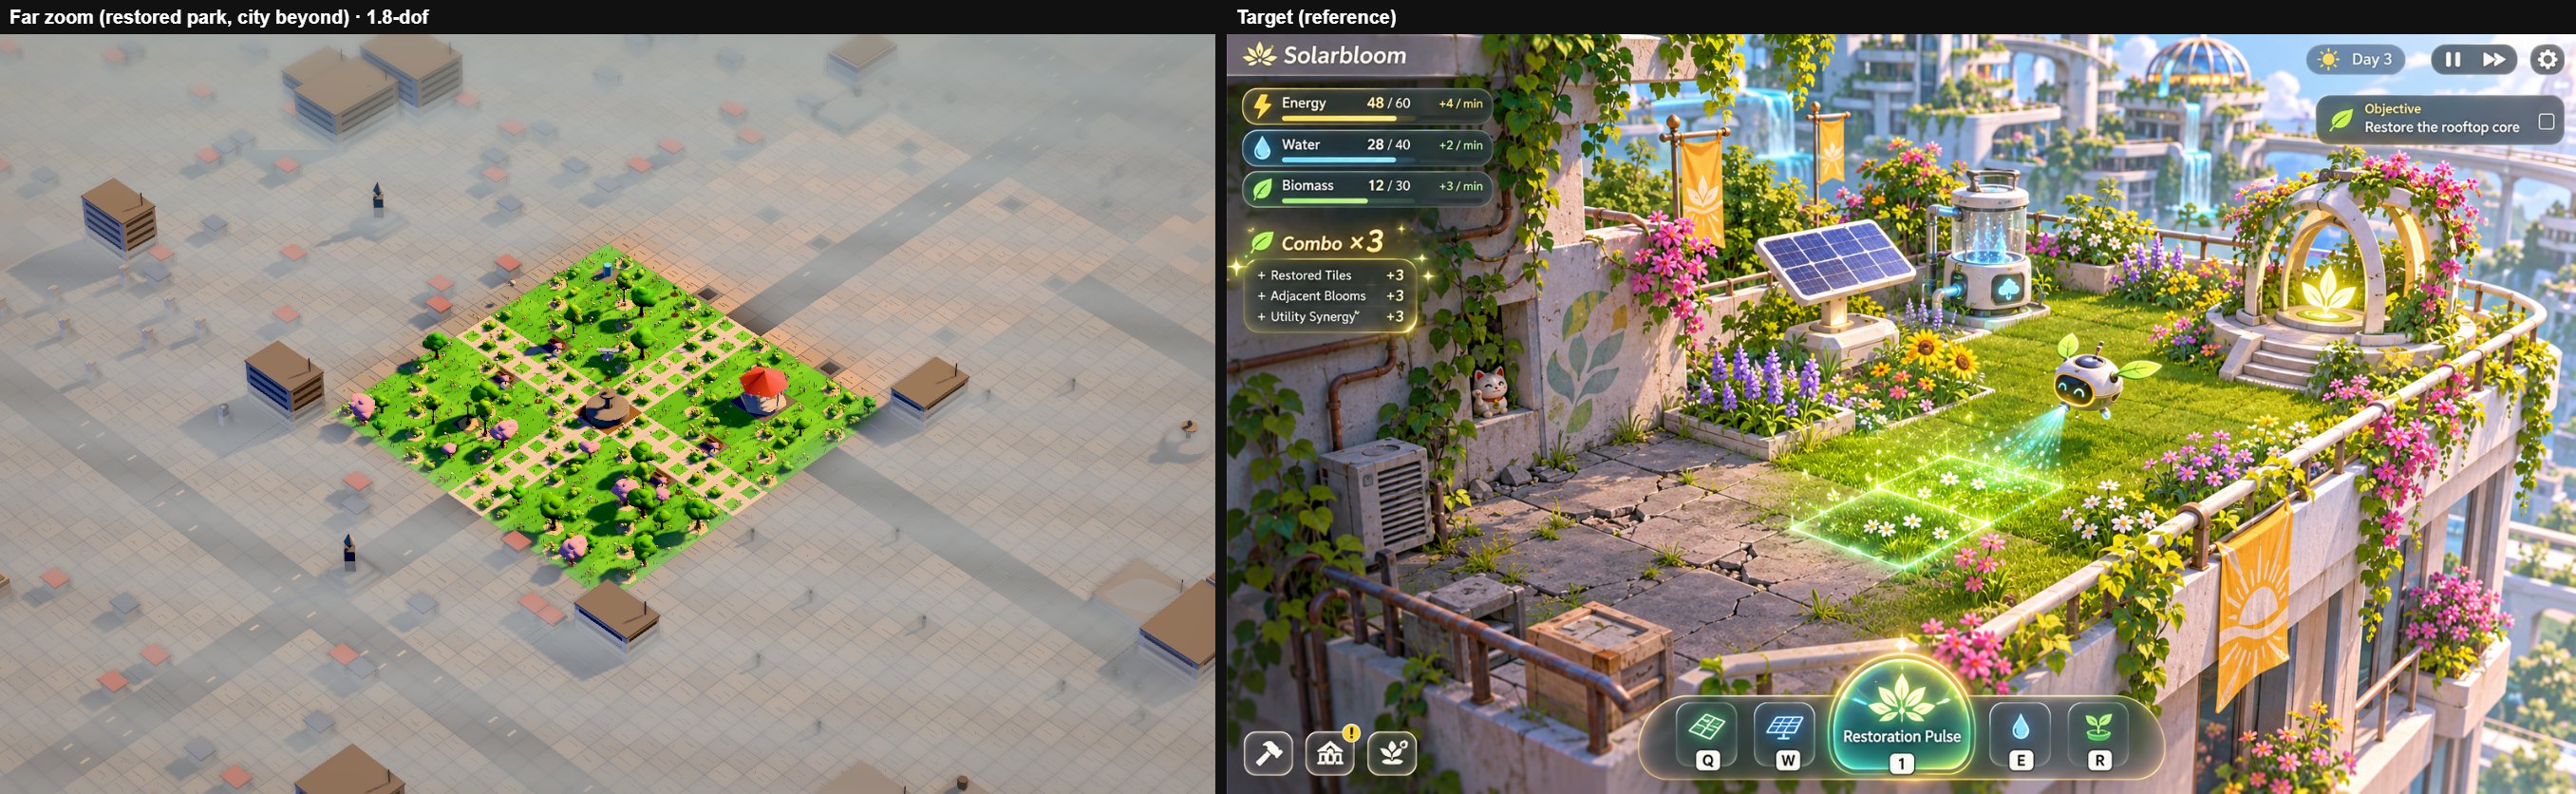 Far zoom (restored park, city beyond) · 1.8-dof
Target (reference)
Solarbloom
Day 3
Energy 48 / 60 +4 / min
Water 28 / 40 +2 / min
Biomass 12 / 30 +3 / min
Objective
Restore the rooftop core
Combo ×3
+ Restored Tiles +3
+ Adjacent Blooms +3
+ Utility Synergy +3
!
Restoration Pulse
Q
W
1
E
R